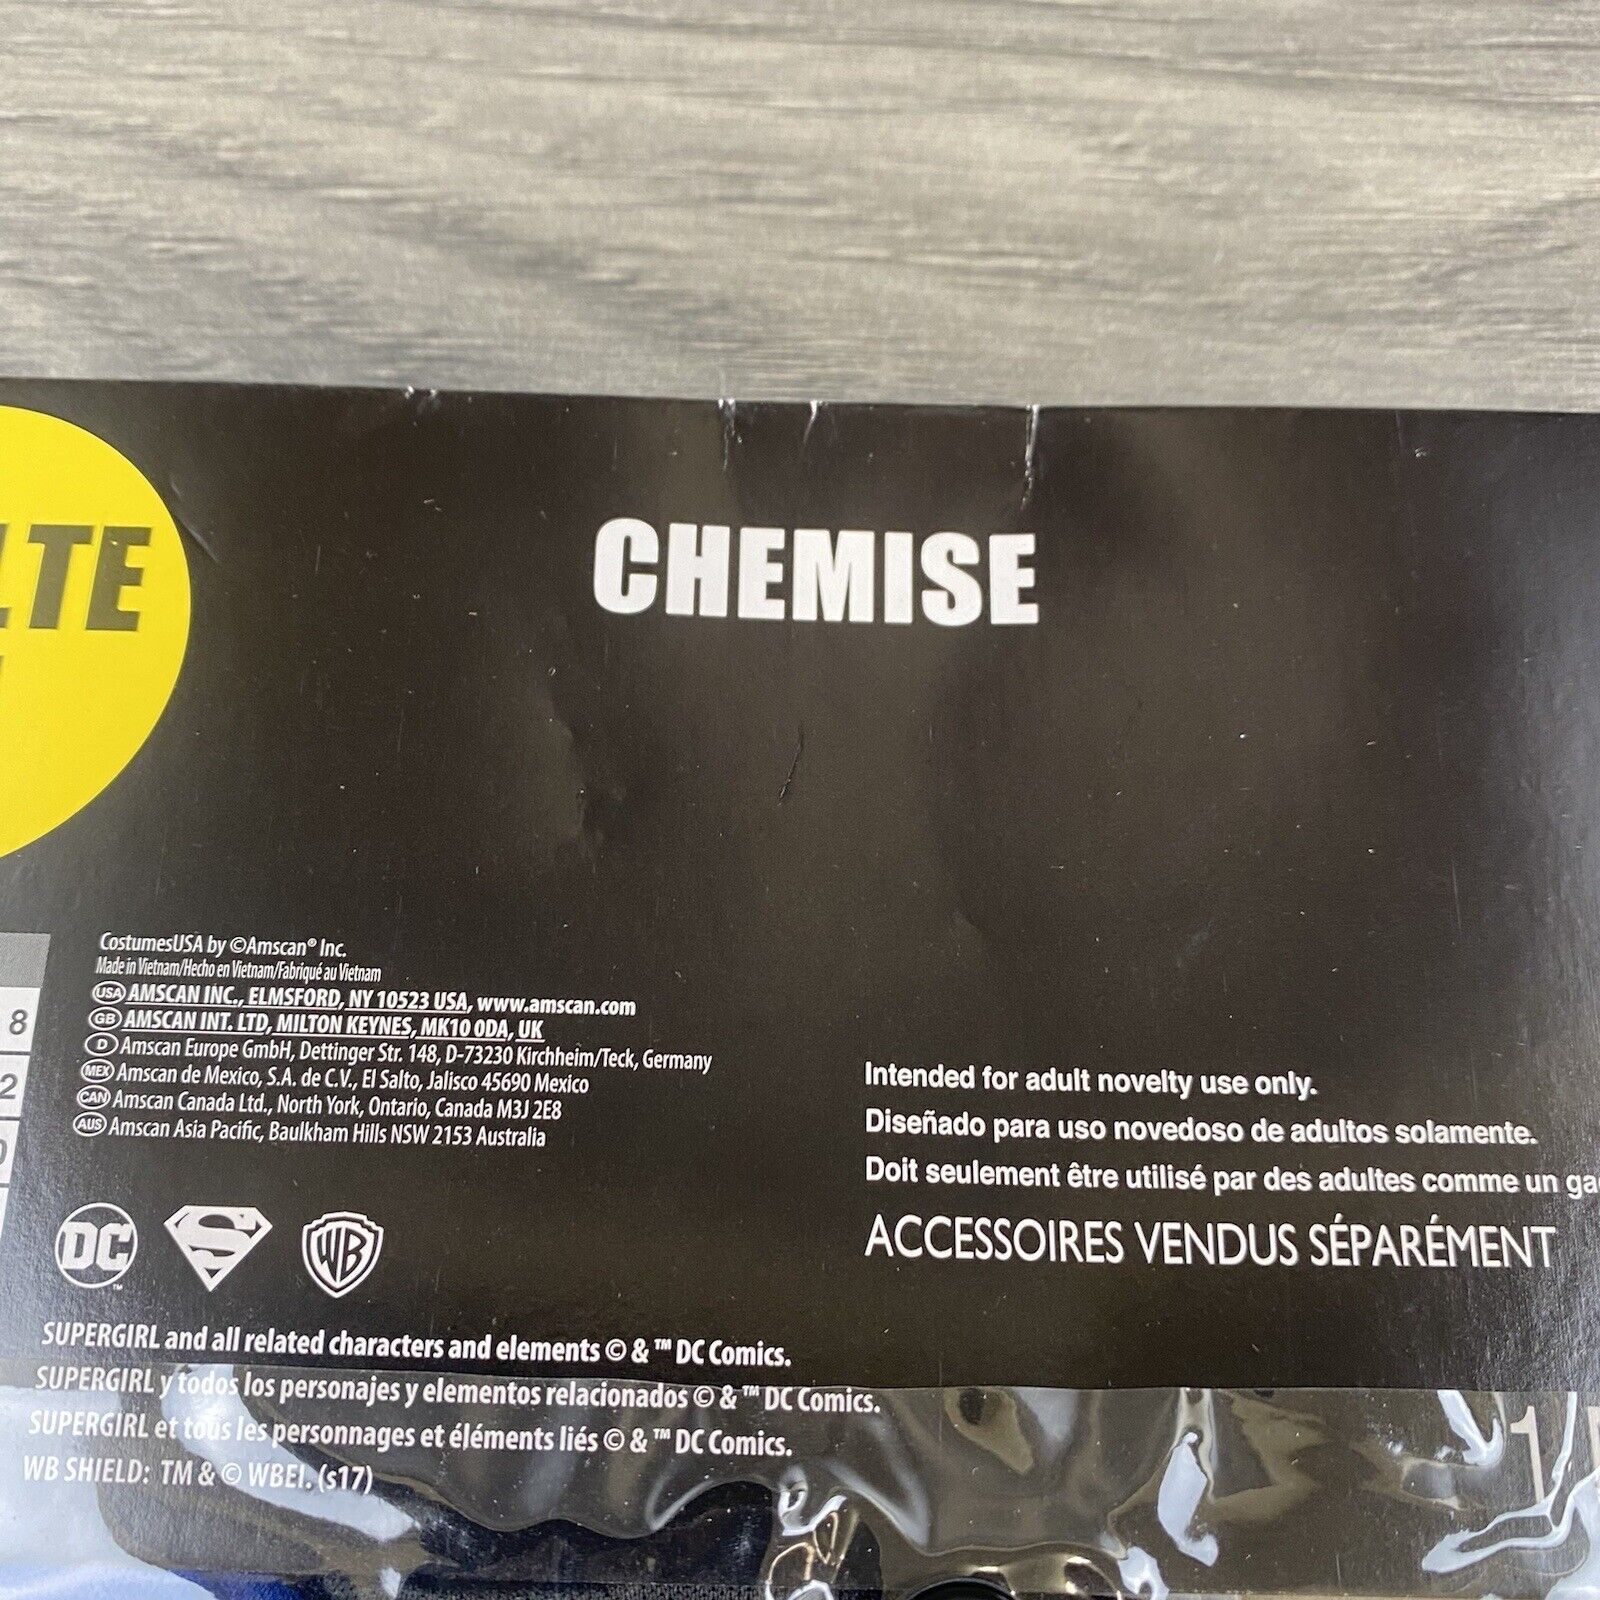 CHEMISE
8
2
CostumesUSA by ©Amscan® Inc.
Made in Vietnam/Hecho en Vietnam/Fabriqué au Vietnam
USA AMSCAN INC., ELMSFORD, NY 10523 USA, www.amscan.com
GB AMSCAN INT. LTD, MILTON KEYNES, MK10 0DA, UK
D Amscan Europe GmbH, Dettinger Str. 148, D-73230 Kirchheim/Teck, Germany
MEX Amscan de Mexico, S.A. de C.V., El Salto, Jalisco 45690 Mexico
CAN Amscan Canada Ltd., North York, Ontario, Canada M3J 2E8
AUS Amscan Asia Pacific, Baulkham Hills NSW 2153 Australia
Intended for adult novelty use only.
Diseñado para uso novedoso de adultos solamente.
Doit seulement être utilisé par des adultes comme un
ACCESSOIRES VENDUS SÉPARÉMENT
DC™ S WB
SUPERGIRL and all related characters and elements © & ™ DC Comics.
SUPERGIRL y todos los personajes y elementos relacionados © & ™ DC Comics.
SUPERGIRL et tous les personnages et éléments liés © & ™ DC Comics.
WB SHIELD: TM & © WBEI. (s17)
1